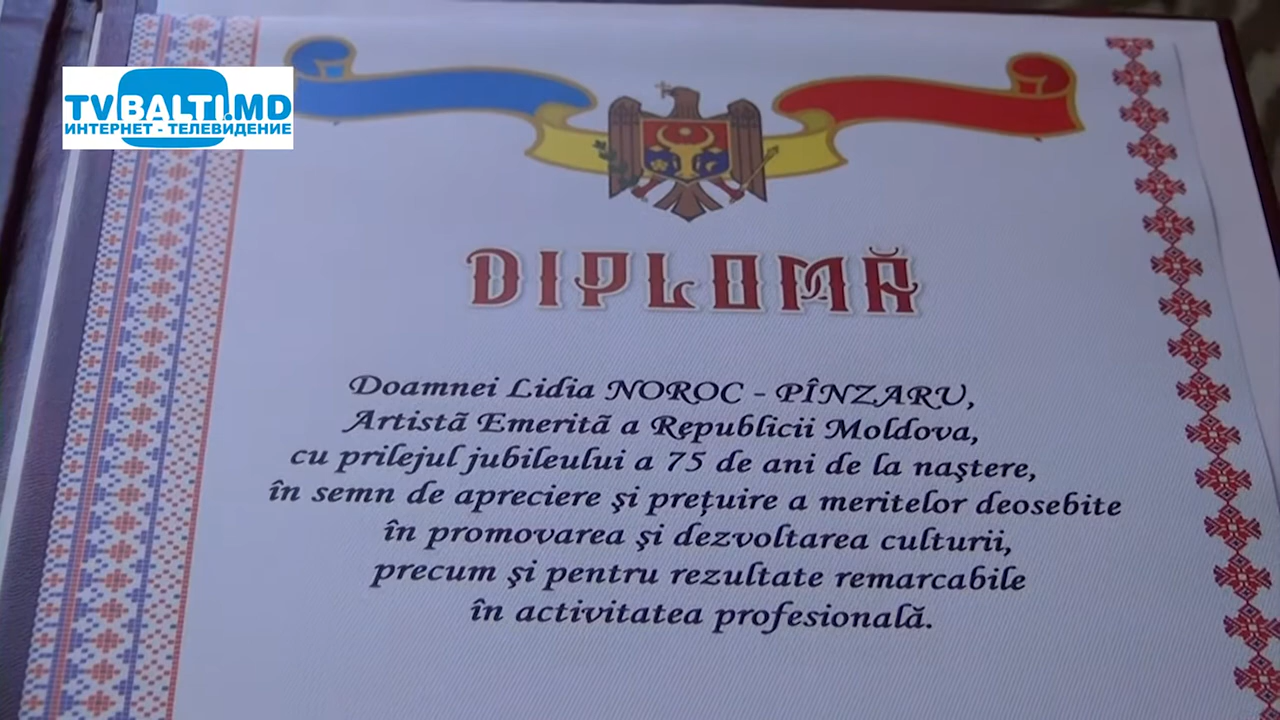 TVBALTI.MD
ИНТЕРНЕТ - ТЕЛЕВИДЕНИЕ
DIPLOMĂ
Doamnei Lidia NOROC - PÎNZARU,
Artistã Emeritã a Republicii Moldova,
cu prilejul jubileului a 75 de ani de la naştere,
în semn de apreciere şi preţuire a meritelor deosebite
în promovarea şi dezvoltarea culturii,
precum şi pentru rezultate remarcabile
în activitatea profesională.